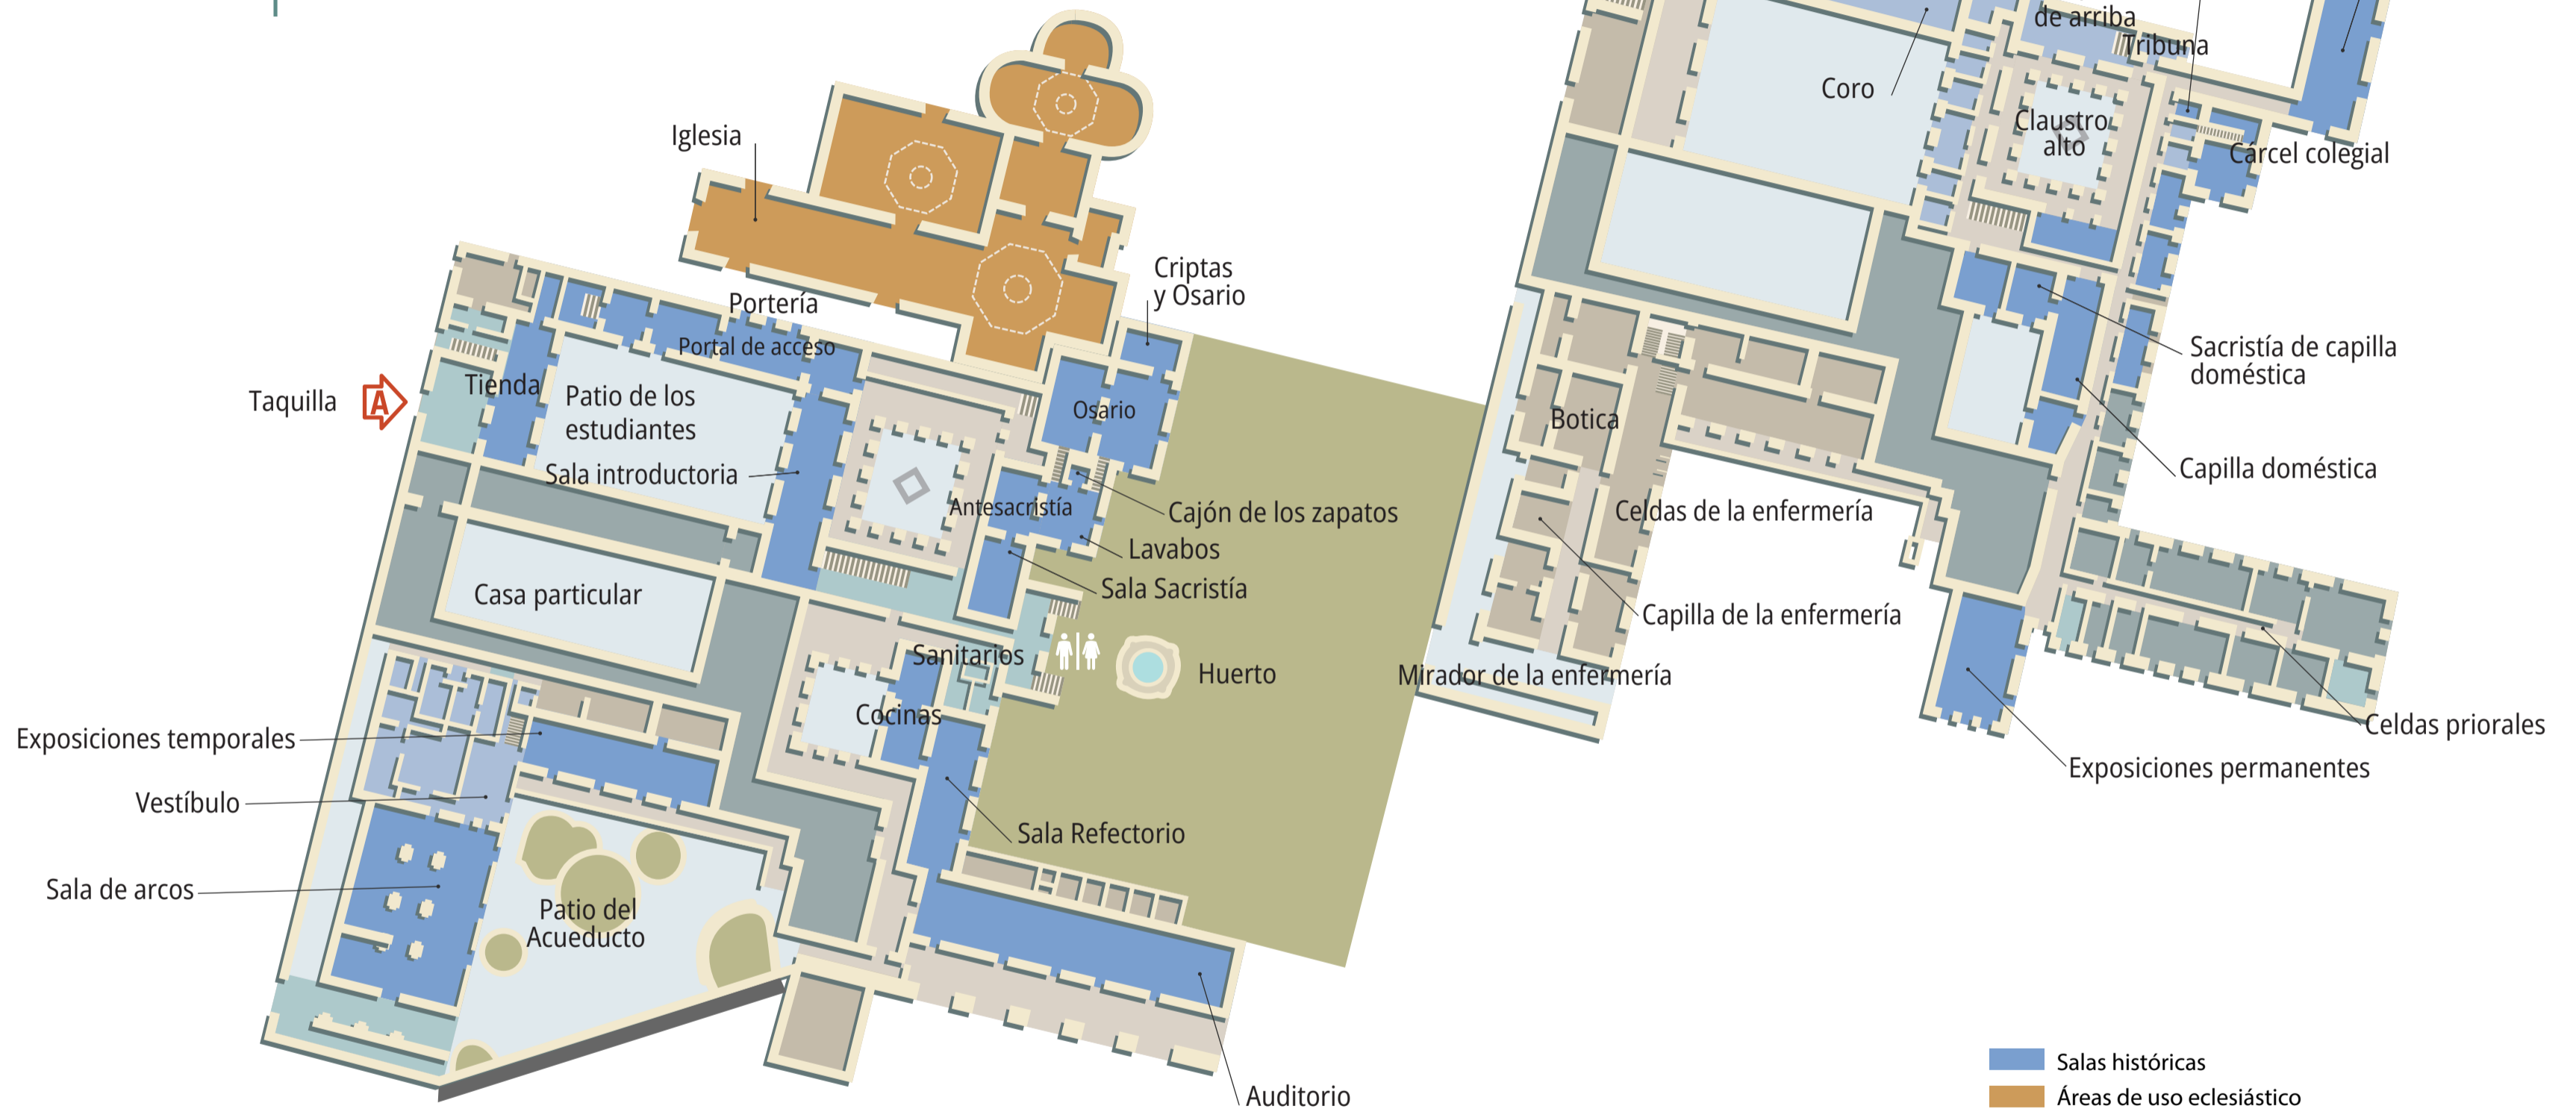 de arriba
Tribuna
Coro
Claustro
alto
Cárcel colegial
Iglesia
Criptas
y Osario
Portería
Portal de acceso
Tienda
Taquilla
A
Patio de los
estudiantes
Osario
Sala introductoria
Antesacristía
Cajón de los zapatos
Lavabos
Sala Sacristía
Casa particular
Sanitarios
Huerto
Cocinas
Exposiciones temporales
Vestíbulo
Sala Refectorio
Sala de arcos
Patio del
Acueducto
Auditorio
Sacristía de capilla
doméstica
Botica
Capilla doméstica
Celdas de la enfermería
Capilla de la enfermería
Mirador de la enfermería
Celdas priorales
Exposiciones permanentes
Salas históricas
Áreas de uso eclesiástico